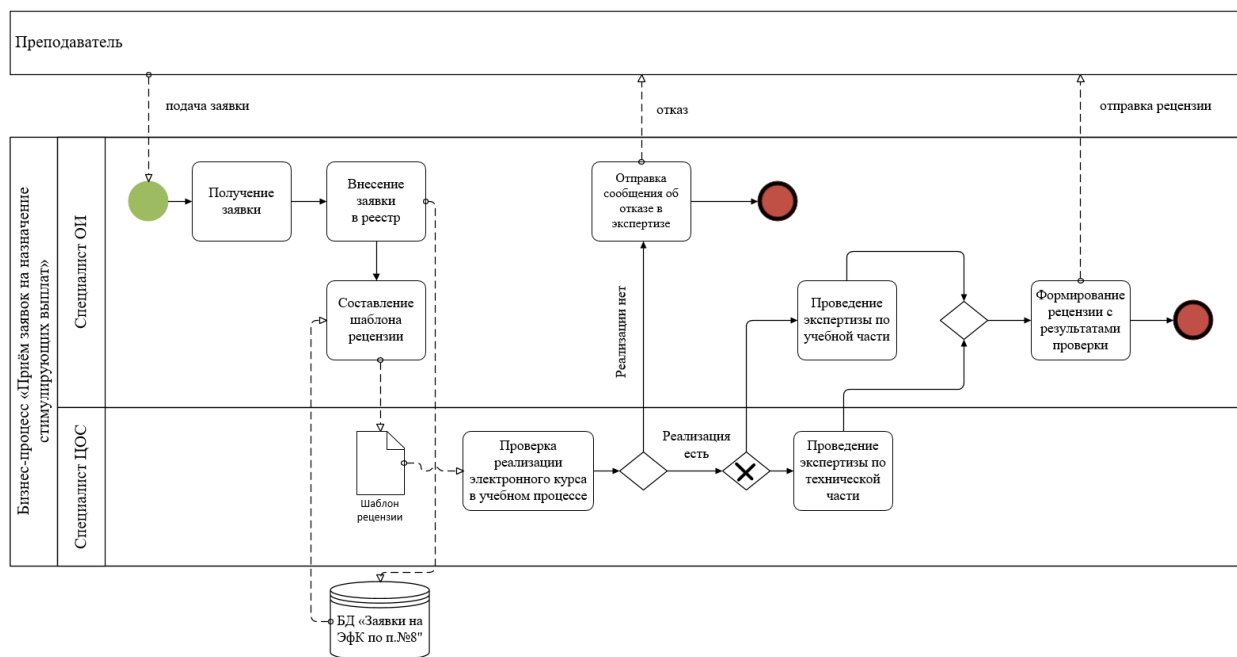 Преподаватель
подача заявки
отказ
отправка рецензии
Бизнес-процесс «Приём заявок на назначение
стимулирующих выплат»
Специалист ОИ
Получение
заявки
Внесение
заявки
в реестр
Отправка
сообщения об
отказе в
экспертизе
Составление
шаблона
рецензии
Реализации нет
Проведение
экспертизы по
учебной части
Формирование
рецензии с
результатами
проверки
Специалист ЦОС
Шаблон
рецензии
Проверка
реализации
электронного курса
в учебном процессе
Реализация
есть
Проведение
экспертизы по
технической
части
БД «Заявки на
ЭфК по п.№8"